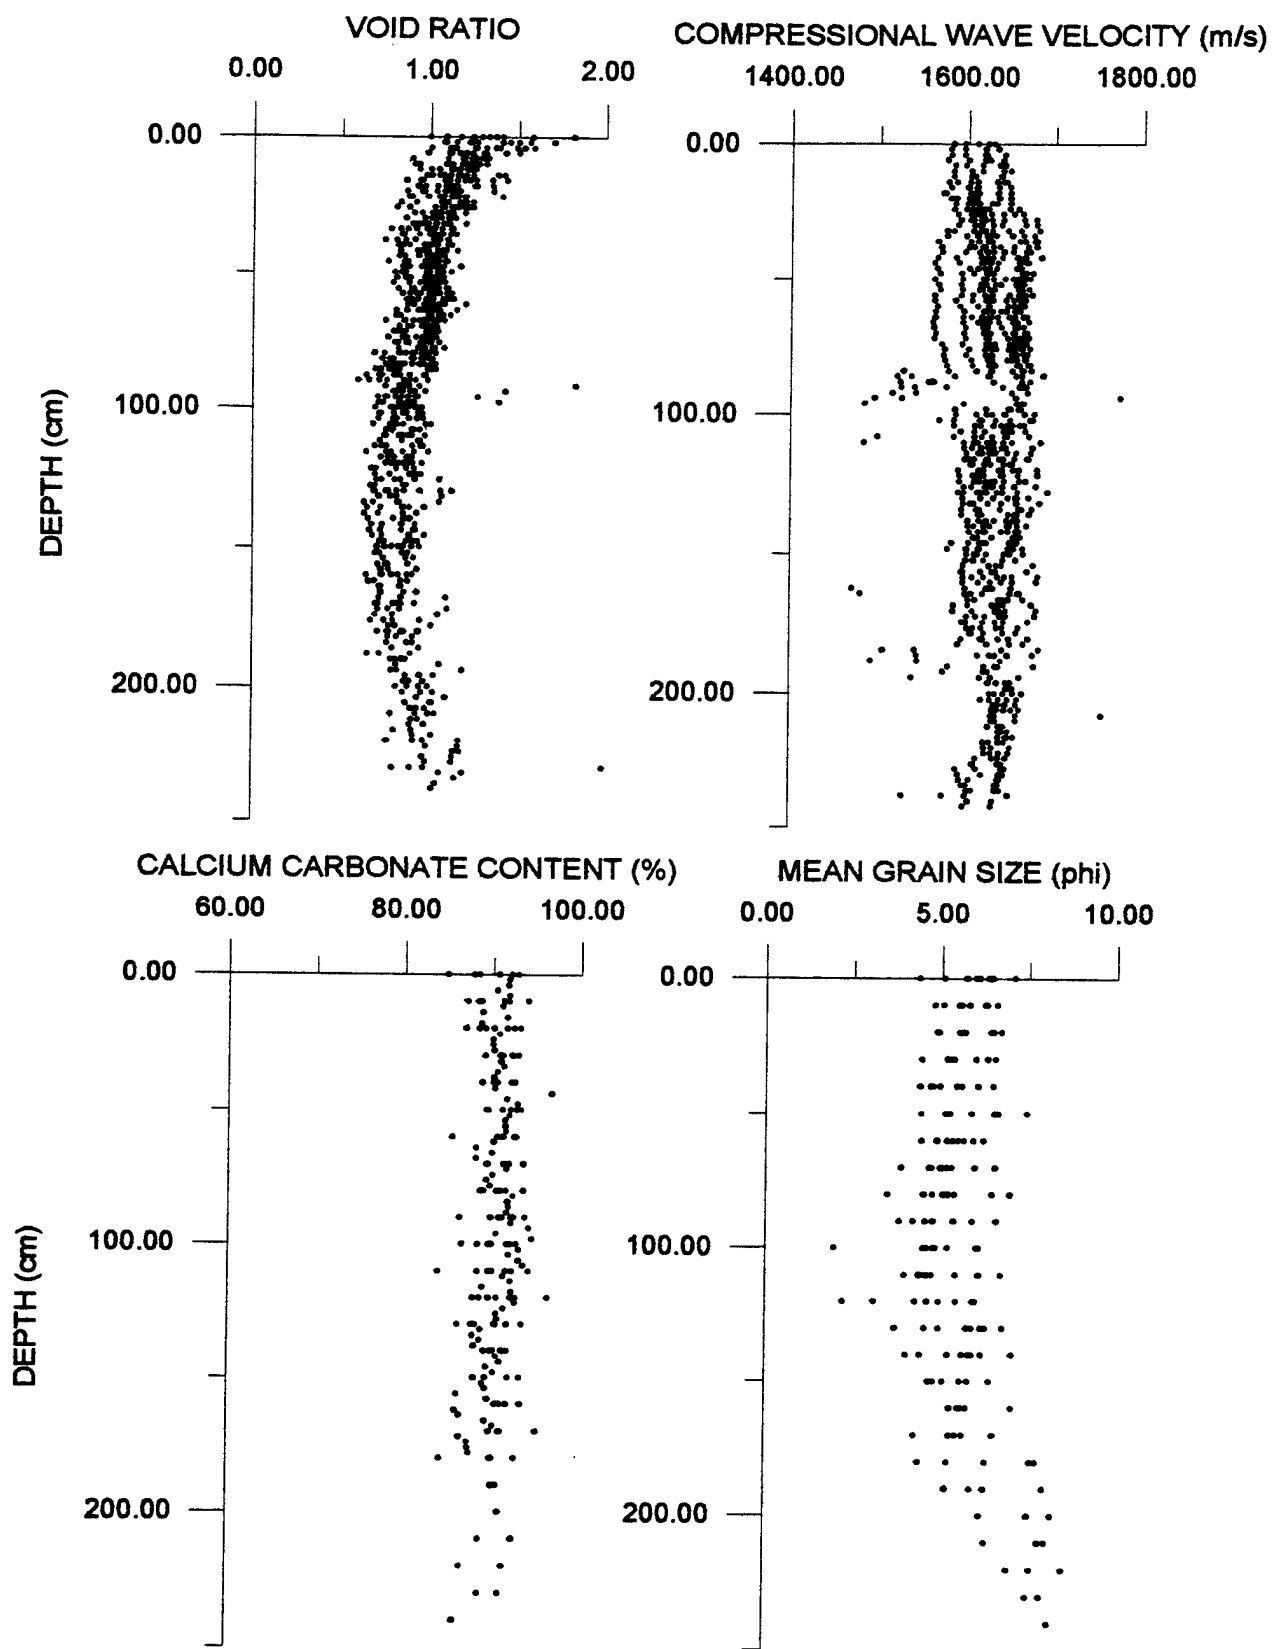 VOID RATIO
0.00 1.00 2.00
0.00
100.00
200.00
DEPTH (cm)
COMPRESSIONAL WAVE VELOCITY (m/s)
1400.00 1600.00 1800.00
0.00
100.00
200.00
CALCIUM CARBONATE CONTENT (%)
60.00 80.00 100.00
0.00
100.00
200.00
DEPTH (cm)
MEAN GRAIN SIZE (phi)
0.00 5.00 10.00
0.00
100.00
200.00